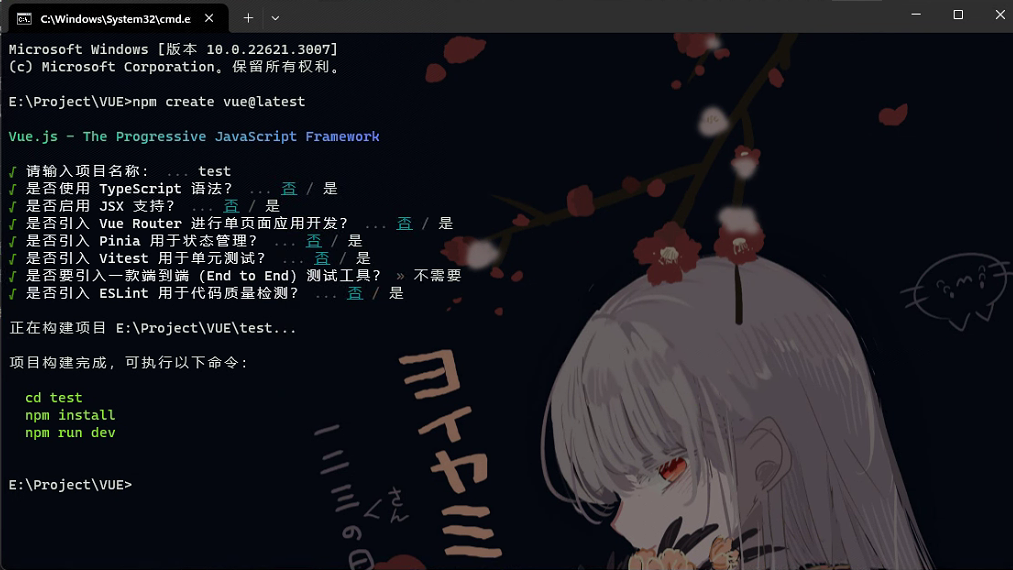 C:\Windows\System32\cmd.e
Microsoft Windows [版本 10.0.22621.3007]
(c) Microsoft Corporation。保留所有权利。
E:\Project\VUE>npm create vue@latest
Vue.js - The Progressive JavaScript Framework
√ 请输入项目名称: ... test
√ 是否使用 TypeScript 语法? ... 否 / 是
√ 是否启用 JSX 支持? ... 否 / 是
√ 是否引入 Vue Router 进行单页面应用开发? ... 否 / 是
√ 是否引入 Pinia 用于状态管理? ... 否 / 是
√ 是否引入 Vitest 用于单元测试? ... 否 / 是
√ 是否要引入一款端到端 (End to End) 测试工具? » 不需要
√ 是否引入 ESLint 用于代码质量检测? ... 否 / 是
正在构建项目 E:\Project\VUE\test...
项目构建完成,可执行以下命令:
cd test
npm install
npm run dev
E:\Project\VUE>
ヨイヤミ
くさん